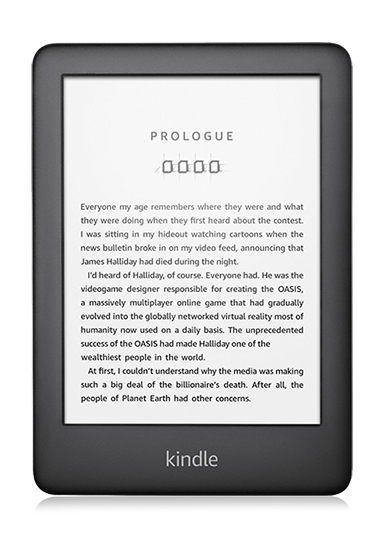 PROLOGUE
0000
Everyone my age remembers where they were and what
they were doing when they first heard about the contest.
I was sitting in my hideout watching cartoons when the
news bulletin broke in on my video feed, announcing that
James Halliday had died during the night.
I'd heard of Halliday, of course. Everyone had. He was the
videogame designer responsible for creating the OASIS,
a massively multiplayer online game that had gradually
evolved into the globally networked virtual reality most of
humanity now used on a daily basis. The unprecedented
success of the OASIS had made Halliday one of the
wealthiest people in the world.
At first, I couldn't understand why the media was making
such a big deal of the billionaire's death. After all, the
people of Planet Earth had other concerns.
kindle